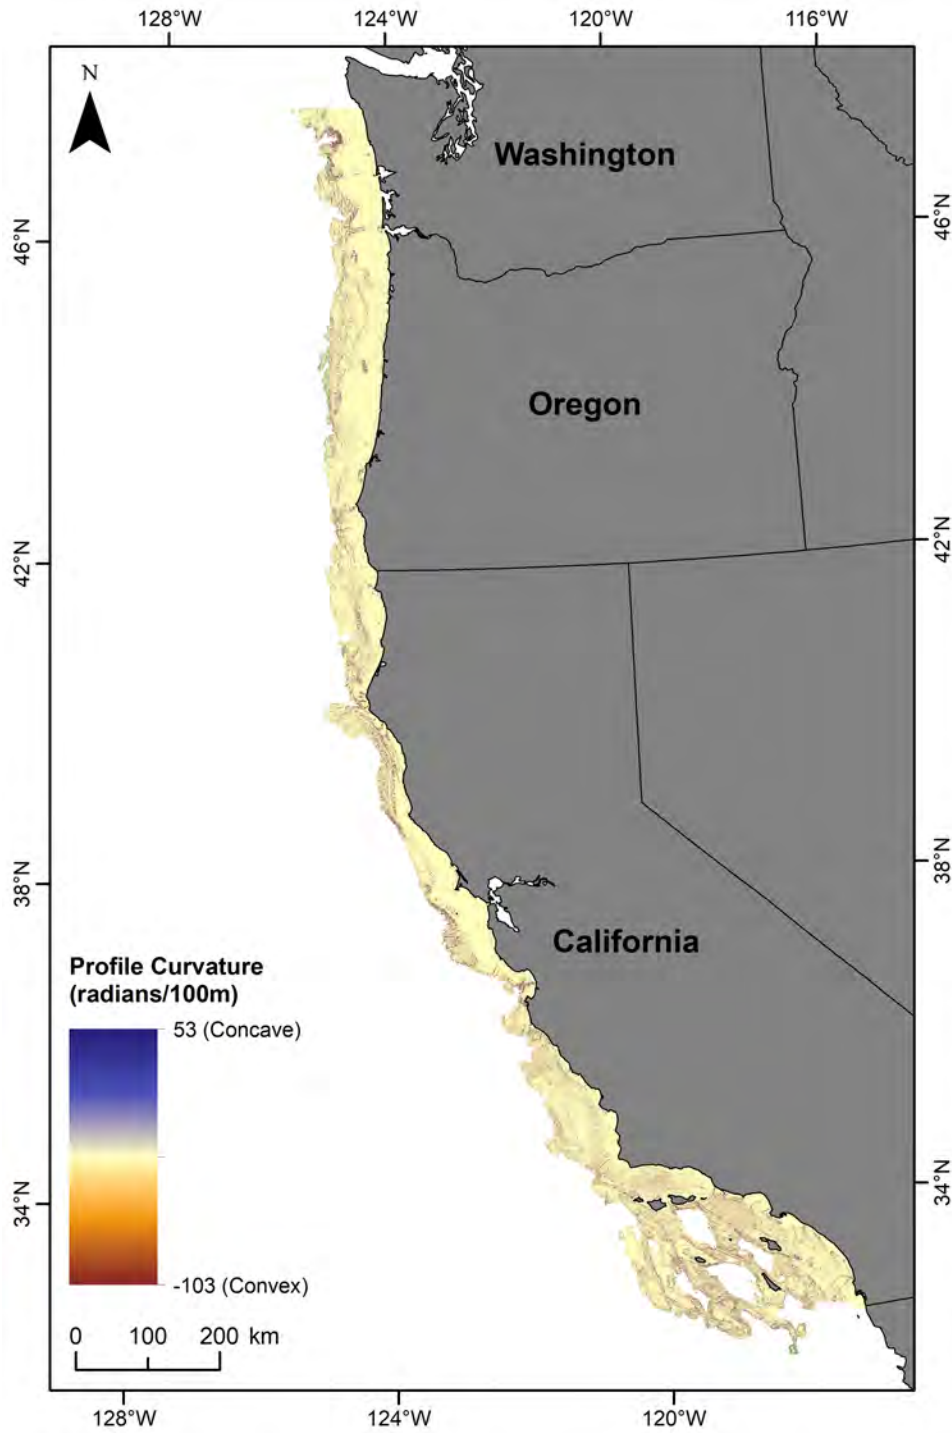 128°W 124°W 120°W 116°W
N
Washington
46°N
46°N
Oregon
42°N
42°N
38°N
38°N
California
Profile Curvature
(radians/100m)
53 (Concave)
34°N
34°N
-103 (Convex)
0 100 200 km
128°W 124°W 120°W